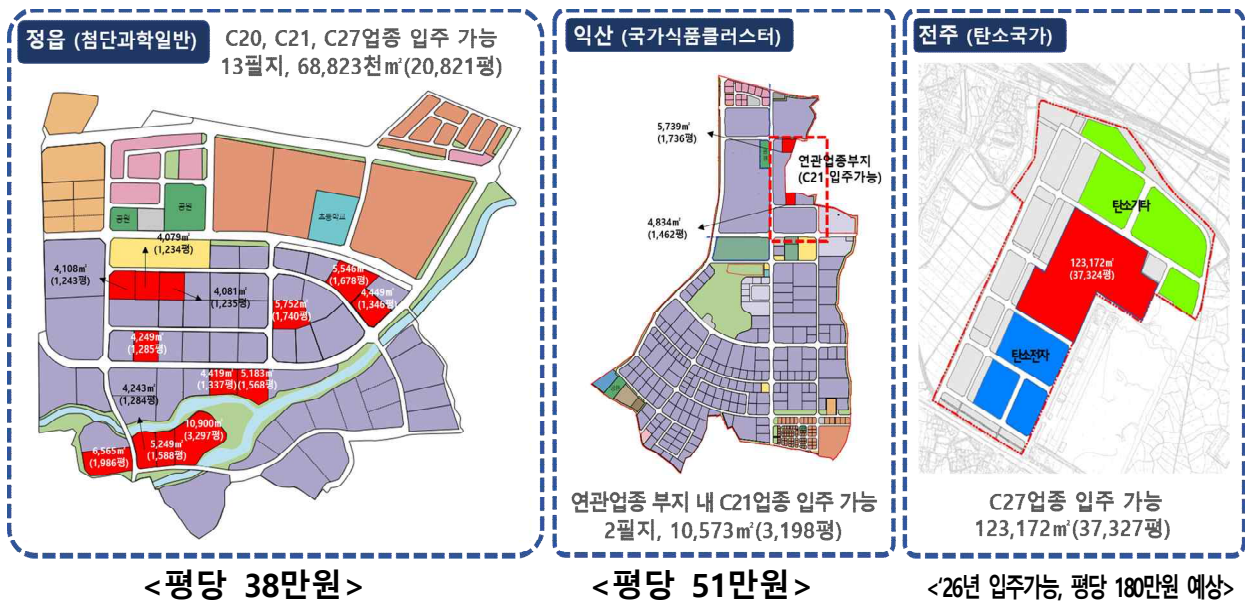 정읍 (첨단과학일반)
C20, C21, C27업종 입주 가능
13필지, 68,823천㎡(20,821평)
공원
공원
초등학교
4,079㎡
(1,234평)
4,108㎡
(1,243평)
4,081㎡
(1,235평)
5,546㎡
(1,678평)
4,449㎡
(1,346평)
5,752㎡
(1,740평)
4,249㎡
(1,285평)
4,419㎡
(1,337평)
5,183㎡
(1,568평)
4,243㎡
(1,284평)
10,900㎡
(3,297평)
5,249㎡
(1,588평)
6,565㎡
(1,986평)
<평당 38만원>
익산 (국가식품클러스터)
5,739㎡
(1,736평)
연관업종부지
(C21 입주가능)
4,834㎡
(1,462평)
연관업종 부지 내 C21업종 입주 가능
2필지, 10,573㎡(3,198평)
<평당 51만원>
전주 (탄소국가)
탄소기타
123,172㎡
(37,324평)
탄소전자
C27업종 입주 가능
123,172㎡(37,327평)
<'26년 입주가능, 평당 180만원 예상>